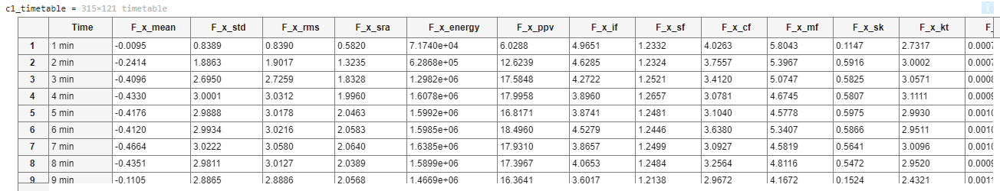 c1_timetable = 315×121 timetable
Time F_x_mean F_x_std F_x_rms F_x_sra F_x_energy F_x_ppv F_x_if F_x_sf F_x_cf F_x_mf F_x_sk F_x_kt F_
1 1 min -0.0095 0.8389 0.8390 0.5820 7.1740e+04 6.0288 4.9651 1.2332 4.0263 5.8043 0.1147 2.7317 0.0007
2 2 min -0.2414 1.8863 1.9017 1.3235 6.2868e+05 12.6239 4.6285 1.2324 3.7557 5.3967 0.5916 3.0002 0.0007
3 3 min -0.4096 2.6950 2.7259 1.8328 1.2982e+06 17.5848 4.2722 1.2521 3.4120 5.0747 0.5825 3.0571 0.0008
4 4 min -0.4330 3.0001 3.0312 1.9960 1.6078e+06 17.9958 3.8960 1.2657 3.0781 4.6745 0.5807 3.1111 0.0009
5 5 min -0.4176 2.9888 3.0178 2.0463 1.5992e+06 16.8171 3.8741 1.2481 3.1040 4.5778 0.5975 2.9930 0.0010
6 6 min -0.4120 2.9934 3.0216 2.0583 1.5985e+06 18.4960 4.5279 1.2446 3.6380 5.3407 0.5866 2.9511 0.0010
7 7 min -0.4664 3.0222 3.0580 2.0640 1.6385e+06 17.9310 3.8657 1.2499 3.0927 4.5819 0.5641 3.0096 0.0010
8 8 min -0.4351 2.9811 3.0127 2.0389 1.5899e+06 17.3967 4.0653 1.2484 3.2564 4.8116 0.5472 2.9520 0.0009
9 9 min -0.1105 2.8865 2.8886 2.0568 1.4669e+06 16.3641 3.6017 1.2138 2.9672 4.1672 0.1524 2.4321 0.0011